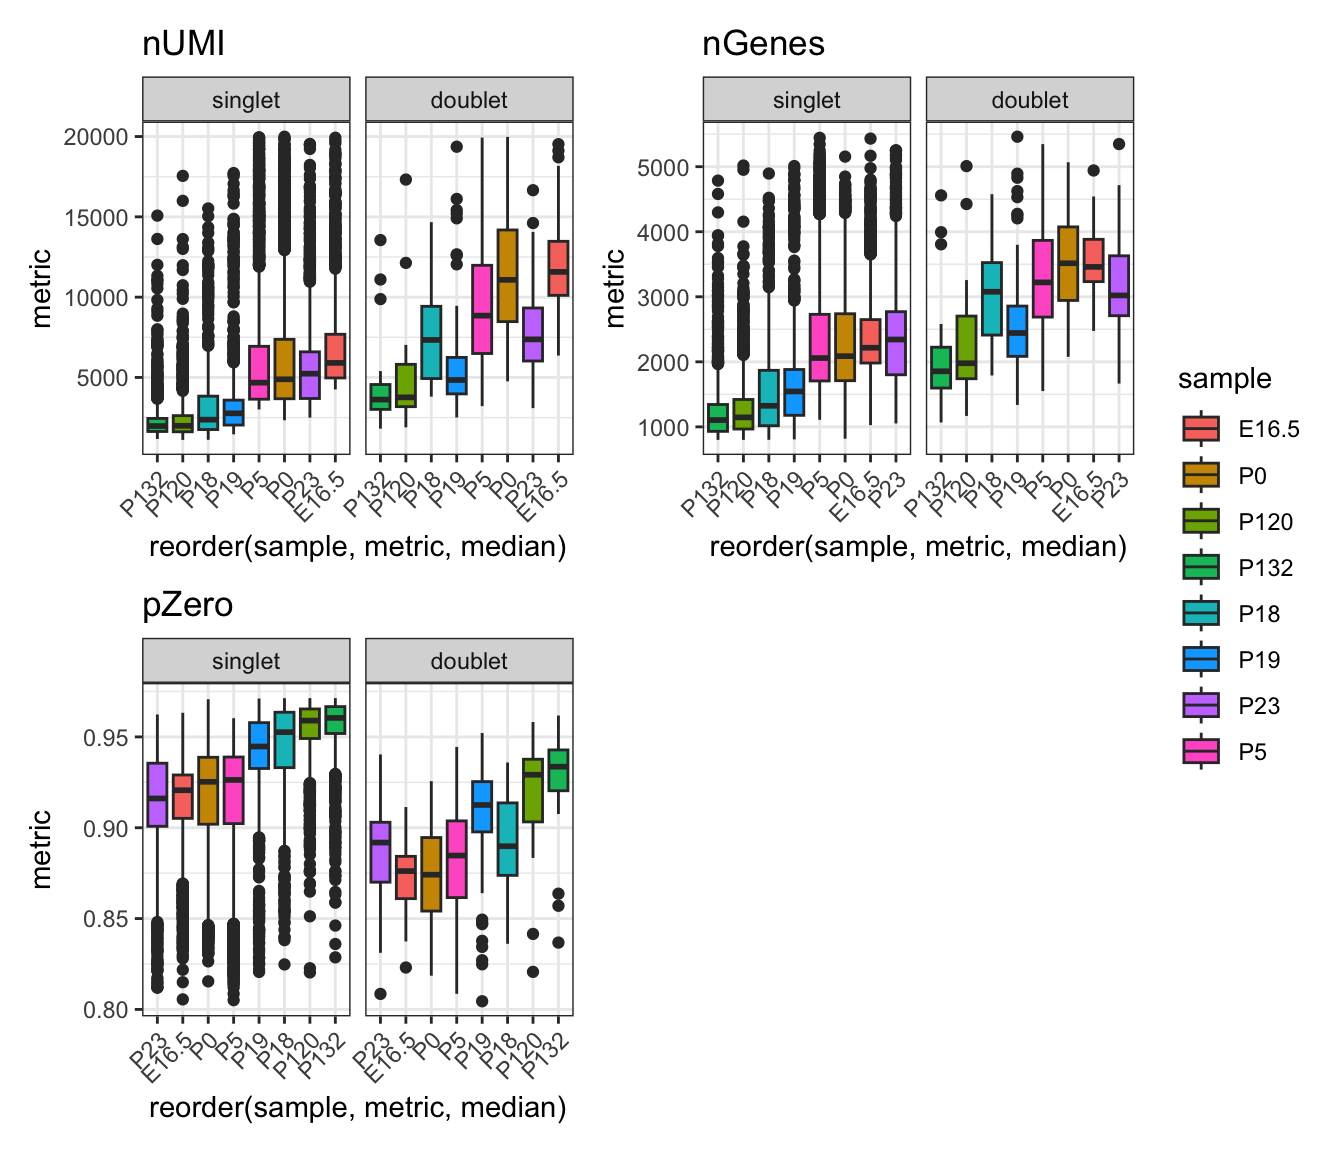 nUMI
singlet doublet
20000
15000
10000
5000
metric
P132 P120 P18 P19 P5 P0 P23 E16.5
P132 P120 P18 P19 P5 P0 P23 E16.5
reorder(sample, metric, median)
nGenes
singlet doublet
5000
4000
3000
2000
1000
metric
P132 P120 P18 P19 P5 P0 E16.5 P23
P132 P120 P18 P19 P5 P0 E16.5 P23
reorder(sample, metric, median)
pZero
singlet doublet
0.95
0.90
0.85
0.80
metric
P23 E16.5 P0 P5 P19 P18 P120 P132
P23 E16.5 P0 P5 P19 P18 P120 P132
reorder(sample, metric, median)
sample
E16.5
P0
P120
P132
P18
P19
P23
P5